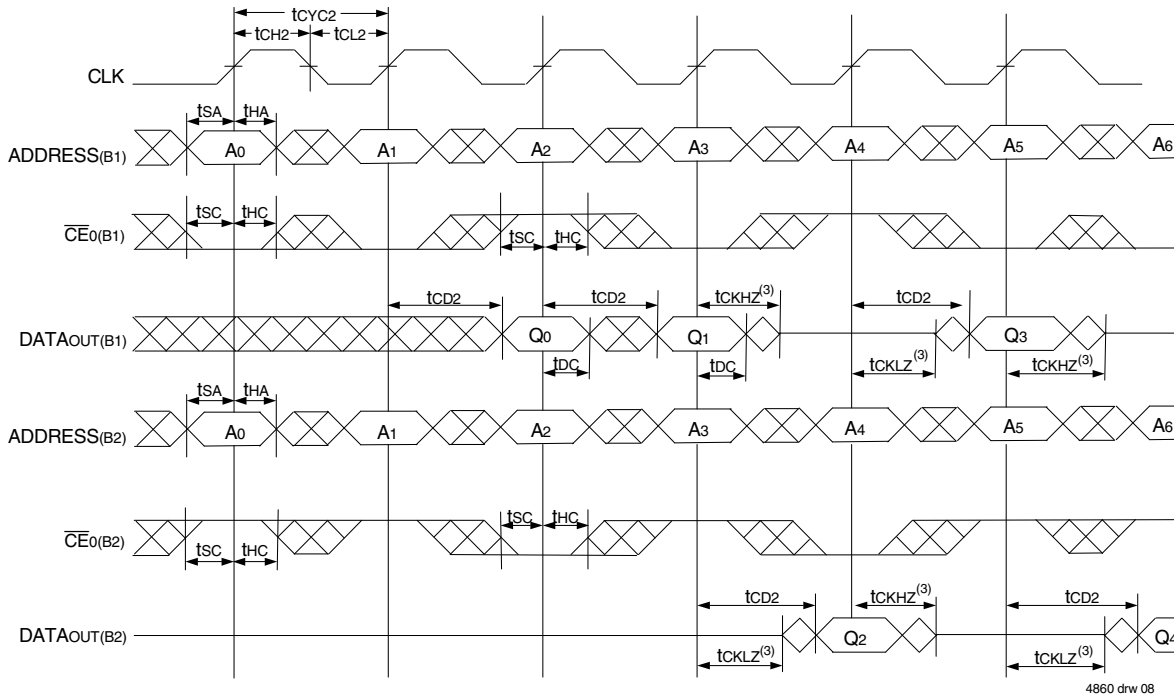 tCYC2
tCH2 tCL2
CLK
tSA tHA
ADDRESS(B1) A0 A1 A2 A3 A4 A5 A6
tSC tHC
CE0(B1)
tSC tHC
tCD2 tCD2 tCKHZ(3) tCD2
DATAOUT(B1) Q0 Q1 Q3
tDC tDC tCKLZ(3) tCKHZ(3)
tSA tHA
ADDRESS(B2) A0 A1 A2 A3 A4 A5 A6
tSC tHC
CE0(B2)
tSC tHC
tCD2 tCKHZ(3) tCD2
DATAOUT(B2) Q2 Q4
tCKLZ(3) tCKLZ(3)
4860 drw 08